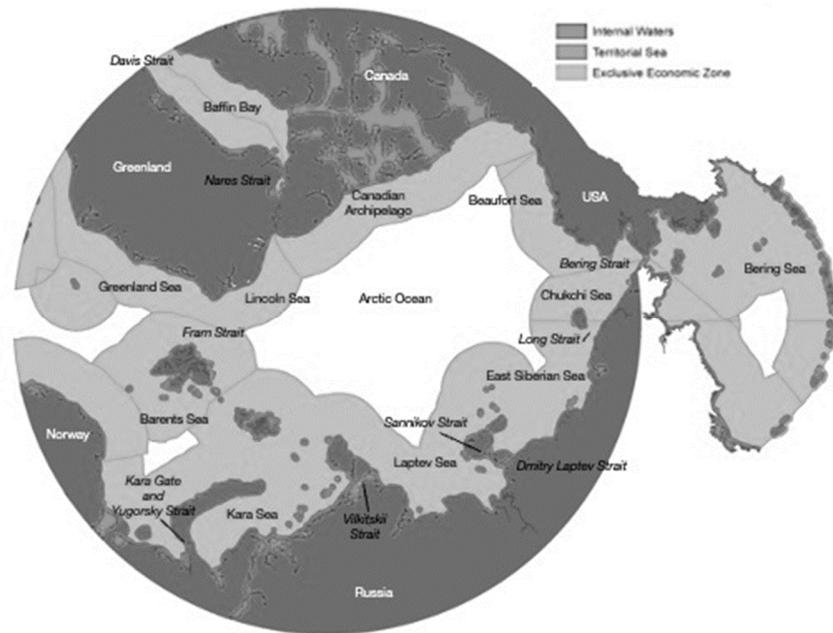 Internal Waters
Territorial Sea
Exclusive Economic Zone
Davis Strait
Canada
Baffin Bay
Greenland
Nares Strait
Canadian
Archipelago
Beaufort Sea
USA
Bering Strait
Bering Sea
Greenland Sea
Lincoln Sea
Arctic Ocean
Chukchi Sea
Fram Strait
Long Strait
East Siberian Sea
Barents Sea
Norway
Sannikov Strait
Laptev Sea
Dmitry Laptev Strait
Kara Gate
and
Yugorsky Strait
Kara Sea
Vilkitskii
Strait
Russia